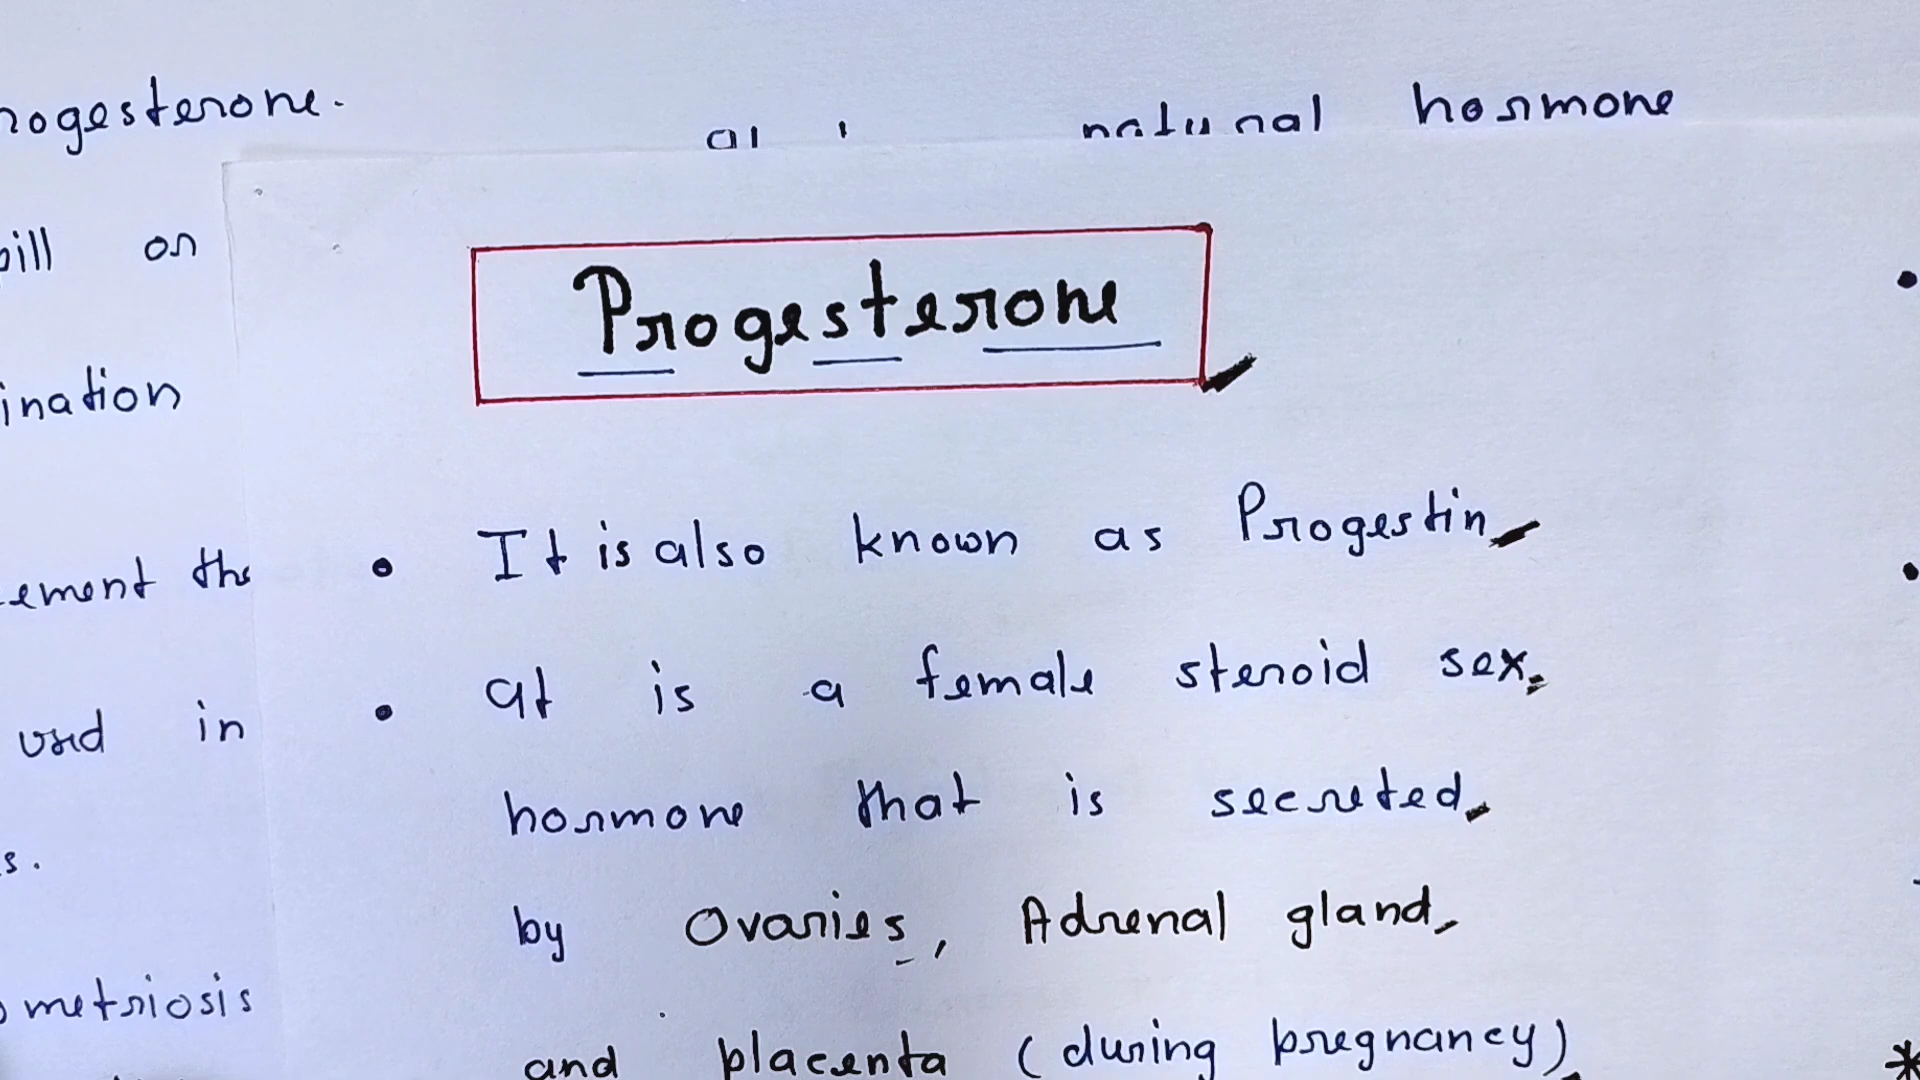 rogesterone.
natural hormone
pill or
ination
ement the
used in
s.
metriosis
Progesterone
• It is also known as Progestin
• It is a female steroid sex
hormone that is secreted
by Ovaries, Adrenal gland,
and placenta (during pregnancy)